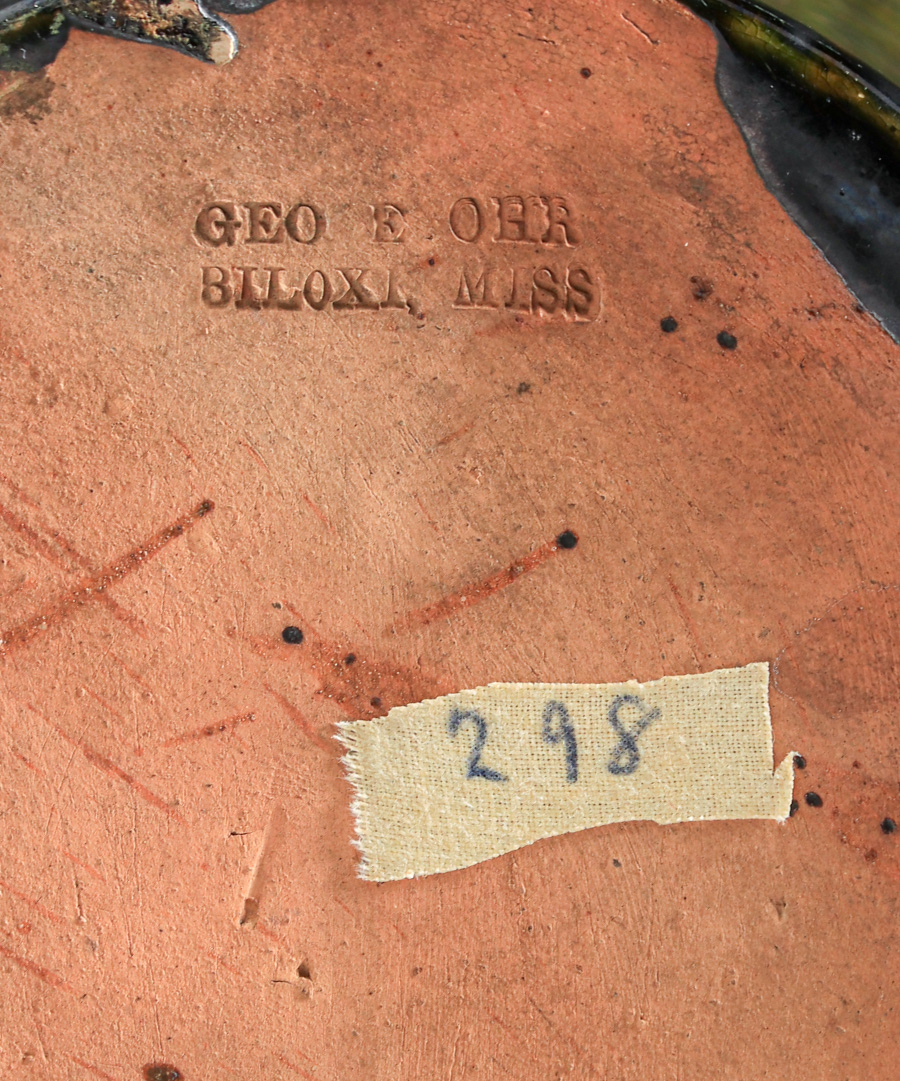 GEO E OHR
BILOXI, MISS
298